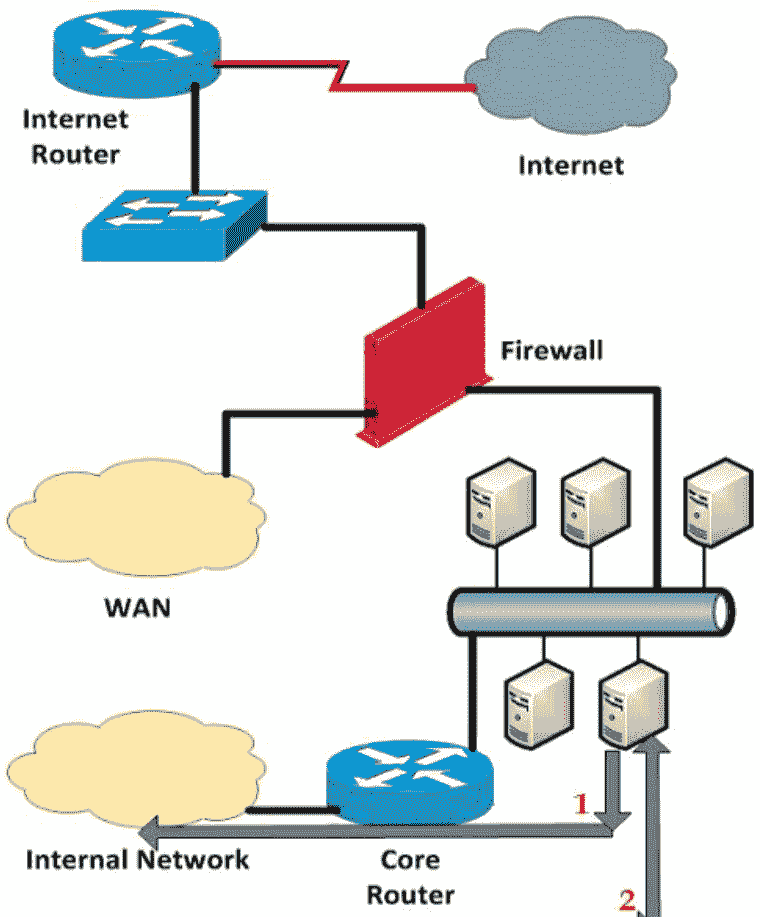 Internet
Router
Internet
Firewall
WAN
1
Internal Network
Core
Router
2